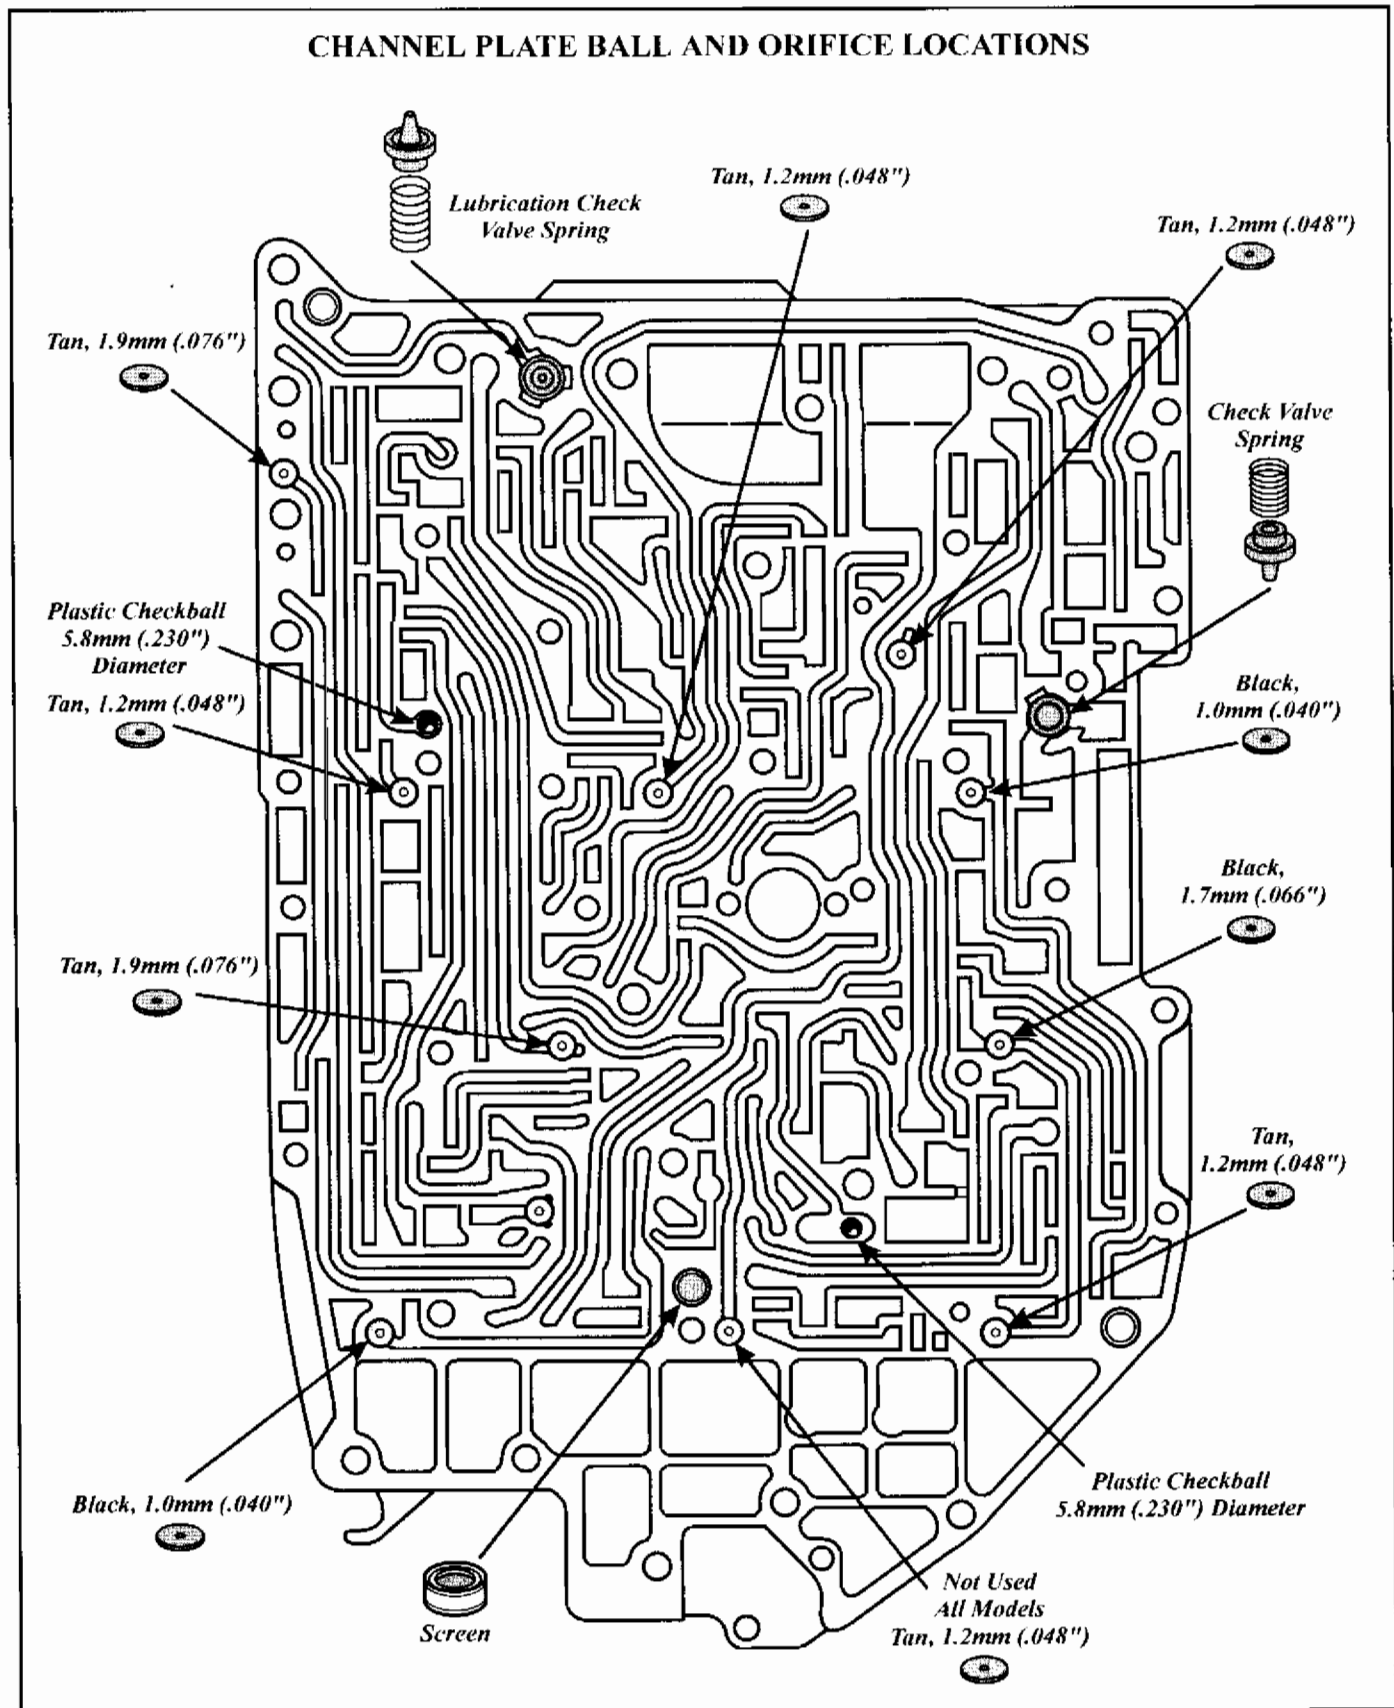 CHANNEL PLATE BALL AND ORIFICE LOCATIONS
Lubrication Check
Valve Spring
Tan, 1.2mm (.048")
Tan, 1.2mm (.048")
Tan, 1.9mm (.076")
Check Valve
Spring
Plastic Checkball
5.8mm (.230")
Diameter
Tan, 1.2mm (.048")
Black,
1.0mm (.040")
Black,
1.7mm (.066")
Tan, 1.9mm (.076")
Tan,
1.2mm (.048")
Black, 1.0mm (.040")
Plastic Checkball
5.8mm (.230") Diameter
Screen
Not Used
All Models
Tan, 1.2mm (.048")